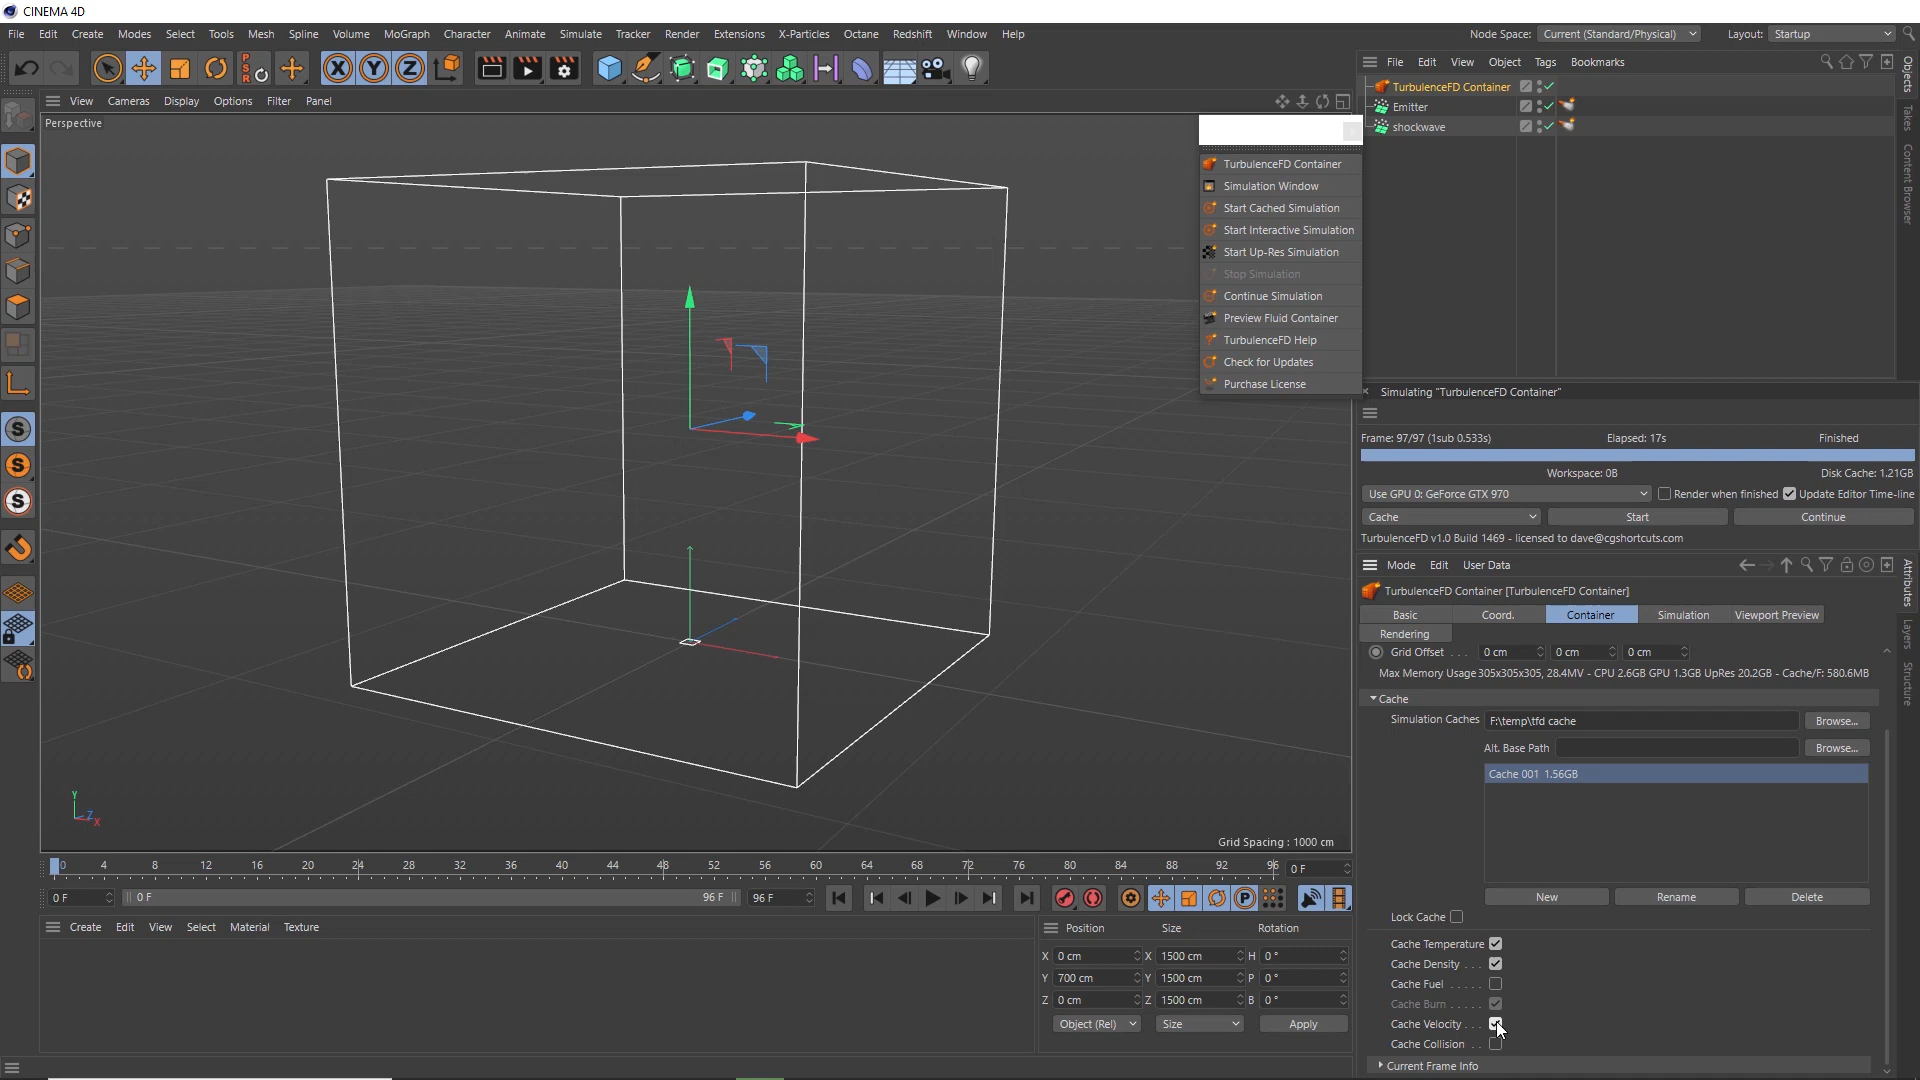 CINEMA 4D
File Edit Create Modes Select Tools Mesh Spline Volume MoGraph Character Animate Simulate Tracker Render Extensions X-Particles Octane Redshift Window Help
Node Space: Current (Standard/Physical) Layout: Startup
PSR X Y Z
File Edit View Object Tags Bookmarks
View Cameras Display Options Filter Panel
Perspective
TurbulenceFD Container
Emitter
shockwave
TurbulenceFD Container
Simulation Window
Start Cached Simulation
Start Interactive Simulation
Start Up-Res Simulation
Stop Simulation
Continue Simulation
Preview Fluid Container
TurbulenceFD Help
Check for Updates
Purchase License
Objects
Takes
Content Browser
Simulating "TurbulenceFD Container"
Frame: 97/97 (1sub 0.533s) Elapsed: 17s Finished
Workspace: 0B Disk Cache: 1.21GB
Use GPU 0: GeForce GTX 970 Render when finished Update Editor Time-line
Cache Start Continue
TurbulenceFD v1.0 Build 1469 - licensed to dave@cgshortcuts.com
Mode Edit User Data
TurbulenceFD Container [TurbulenceFD Container]
Basic Coord. Container Simulation Viewport Preview
Rendering
Grid Offset . . . 0 cm 0 cm 0 cm
Max Memory Usage 305x305x305, 28.4MV - CPU 2.6GB GPU 1.3GB UpRes 20.2GB - Cache/F: 580.6MB
Cache
Simulation Caches F:\temp\tfd cache Browse...
Alt. Base Path Browse...
Cache 001 1.56GB
New Rename Delete
Lock Cache
Cache Temperature
Cache Density . . .
Cache Fuel . . . . .
Cache Burn . . . . .
Cache Velocity . . .
Cache Collision . .
Current Frame Info
Attributes
Layers
Structure
Y
Z
X
Grid Spacing : 1000 cm
0 4 8 12 16 20 24 28 32 36 40 44 48 52 56 60 64 68 72 76 80 84 88 92 96 0 F
0 F 0 F 96 F 96 F P
Create Edit View Select Material Texture
Position Size Rotation
X 0 cm X 1500 cm H 0 °
Y 700 cm Y 1500 cm P 0 °
Z 0 cm Z 1500 cm B 0 °
Object (Rel) Size Apply